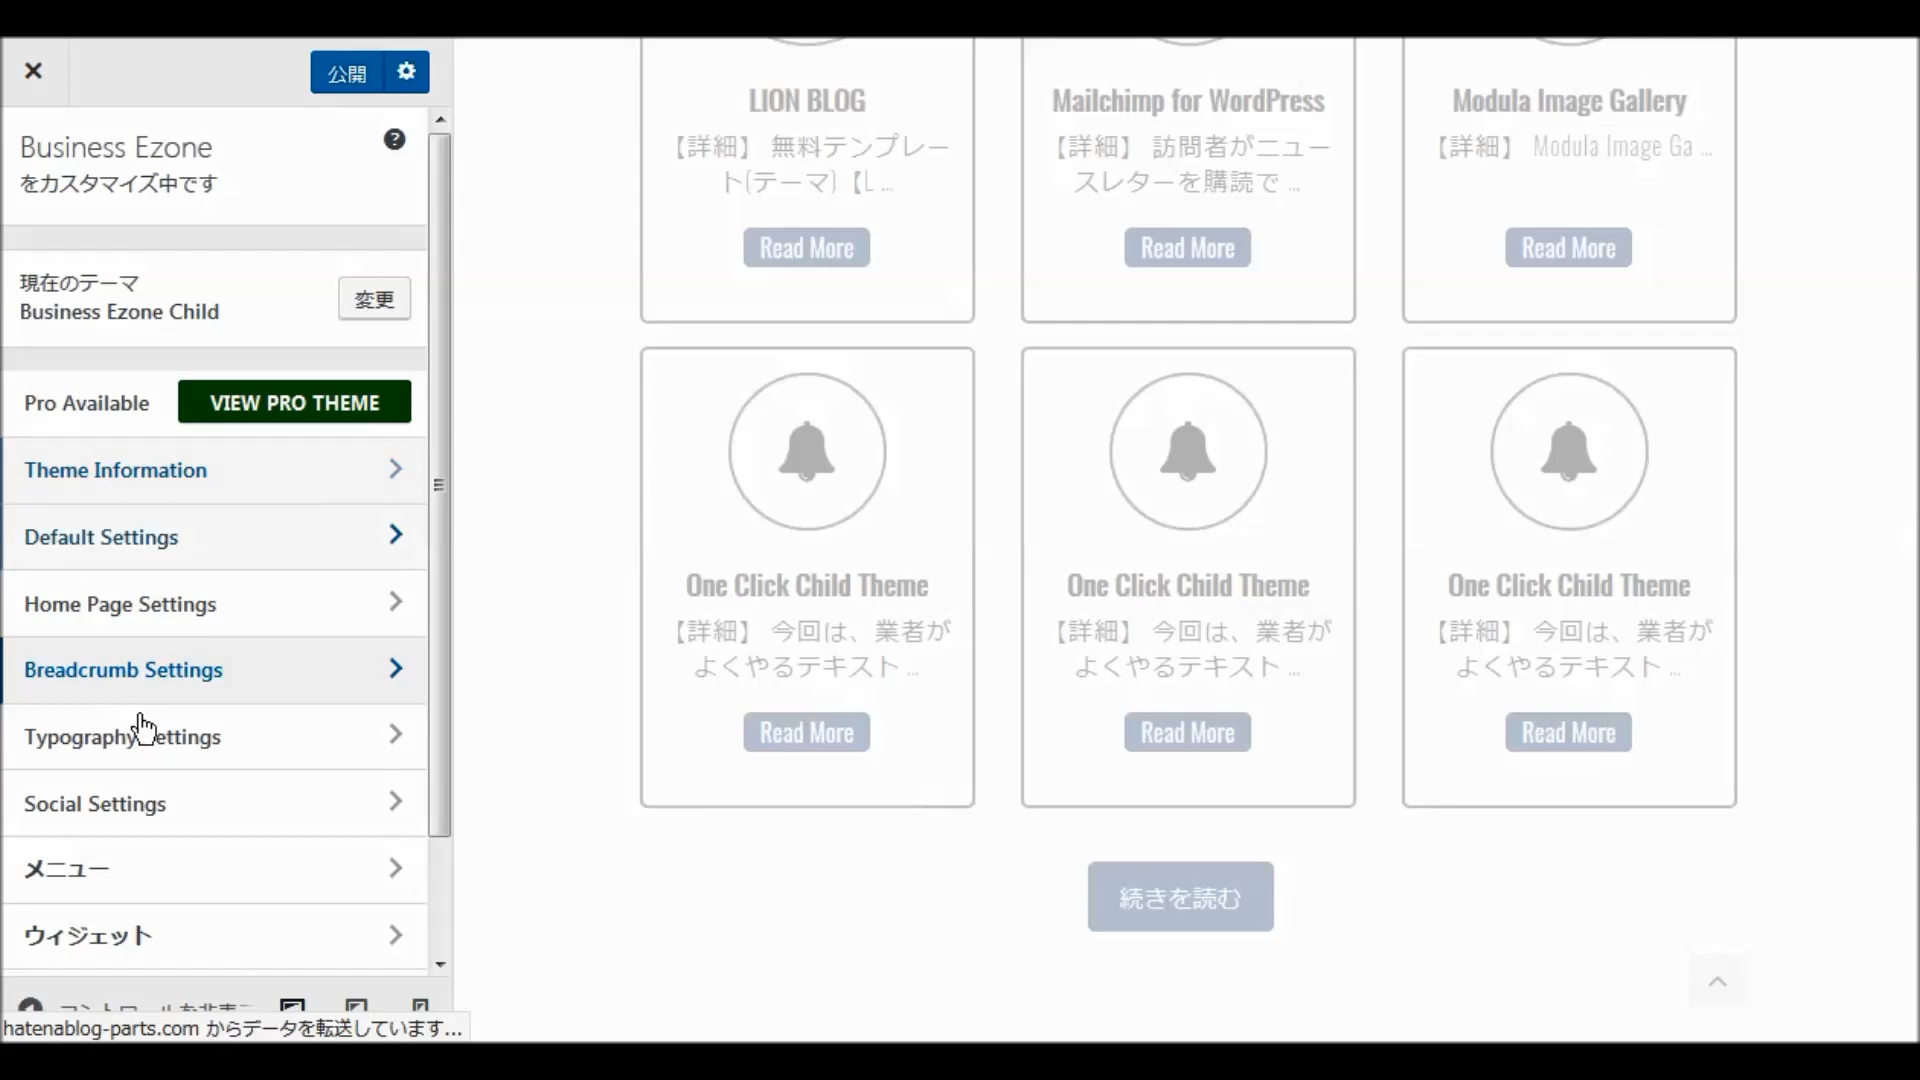 公開
Business Ezone
をカスタマイズ中です
現在のテーマ
Business Ezone Child
変更
Pro Available
VIEW PRO THEME
Theme Information
Default Settings
Home Page Settings
Breadcrumb Settings
Typography Settings
Social Settings
メニュー
ウィジェット
hatenablog-parts.com からデータを転送しています...
LION BLOG
【詳細】 無料テンプレー
ト(テーマ)【L ...
Read More
Mailchimp for WordPress
【詳細】 訪問者がニュー
スレターを購読で ...
Read More
Modula Image Gallery
【詳細】 Modula Image Ga ...
Read More
One Click Child Theme
【詳細】 今回は、業者が
よくやるテキスト ...
Read More
One Click Child Theme
【詳細】 今回は、業者が
よくやるテキスト ...
Read More
One Click Child Theme
【詳細】 今回は、業者が
よくやるテキスト ...
Read More
続きを読む